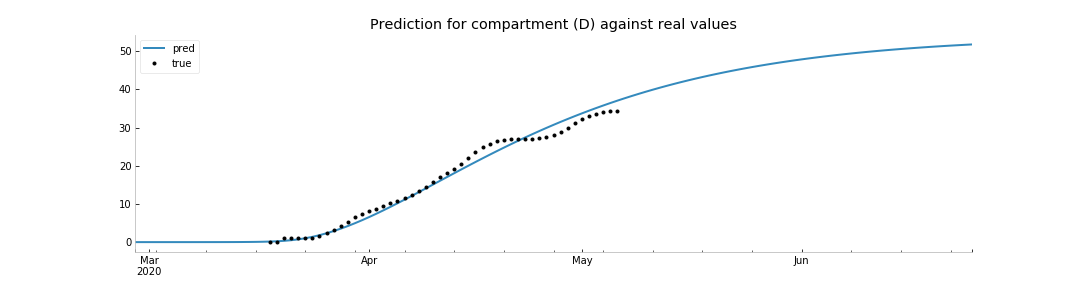 Prediction for compartment (D) against real values
pred
true
50
40
30
20
10
0
Mar
2020
Apr
May
Jun